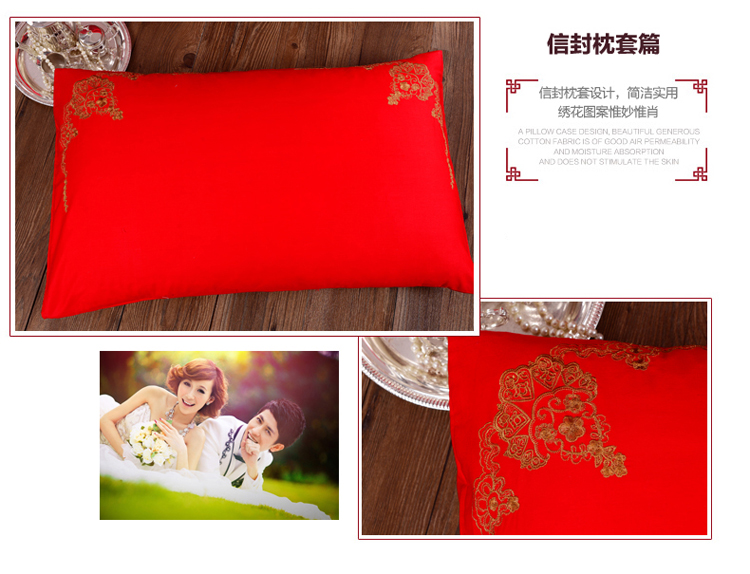 信封枕套篇
信封枕套设计，简洁实用
绣花图案惟妙惟肖
A PILLOW CASE DESIGN, BEAUTIFUL GENEROUS
COTTON FABRIC IS OF GOOD AIR PERMEABILITY
AND MOISTURE ABSORPTION
AND DOES NOT STIMULATE THE SKIN